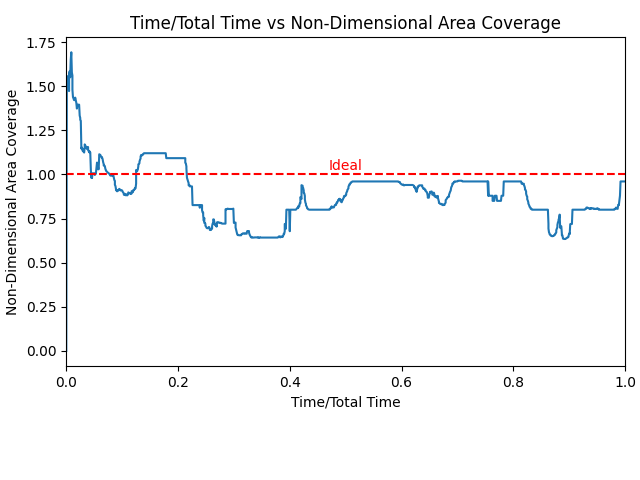 Time/Total Time vs Non-Dimensional Area Coverage
Non-Dimensional Area Coverage
1.75
1.50
1.25
1.00
0.75
0.50
0.25
0.00
Ideal
0.0 0.2 0.4 0.6 0.8 1.0
Time/Total Time